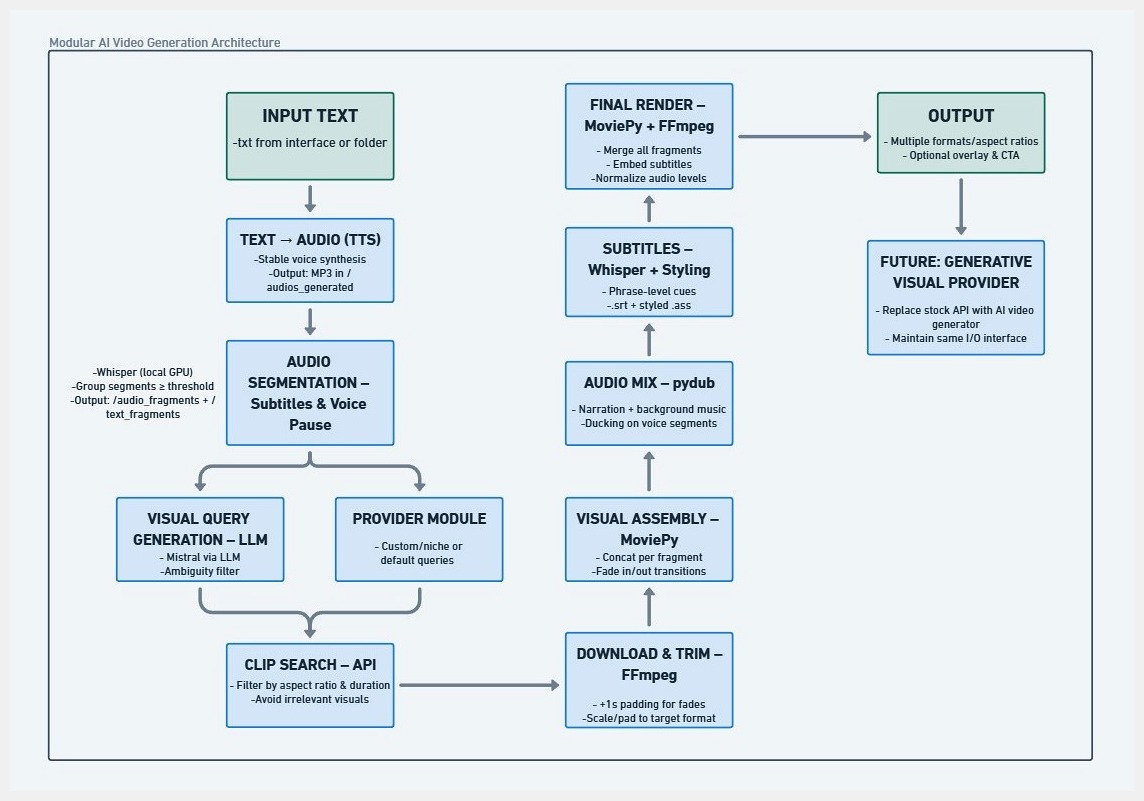 Modular AI Video Generation Architecture
INPUT TEXT
-txt from interface or folder
TEXT → AUDIO (TTS)
-Stable voice synthesis
-Output: MP3 in /
audios_generated
AUDIO
SEGMENTATION –
Subtitles & Voice
Pause
-Whisper (local GPU)
-Group segments ≥ threshold
-Output: /audio_fragments + /
text_fragments
VISUAL QUERY
GENERATION – LLM
- Mistral via LLM
-Ambiguity filter
PROVIDER MODULE
- Custom/niche or
default queries
CLIP SEARCH – API
- Filter by aspect ratio & duration
-Avoid irrelevant visuals
DOWNLOAD & TRIM –
FFmpeg
- +1s padding for fades
-Scale/pad to target format
VISUAL ASSEMBLY –
MoviePy
- Concat per fragment
-Fade in/out transitions
AUDIO MIX – pydub
- Narration + background music
-Ducking on voice segments
SUBTITLES –
Whisper + Styling
- Phrase-level cues
-.srt + styled .ass
FINAL RENDER –
MoviePy + FFmpeg
- Merge all fragments
- Embed subtitles
-Normalize audio levels
OUTPUT
- Multiple formats/aspect ratios
- Optional overlay & CTA
FUTURE: GENERATIVE
VISUAL PROVIDER
- Replace stock API with AI video
generator
- Maintain same I/O interface